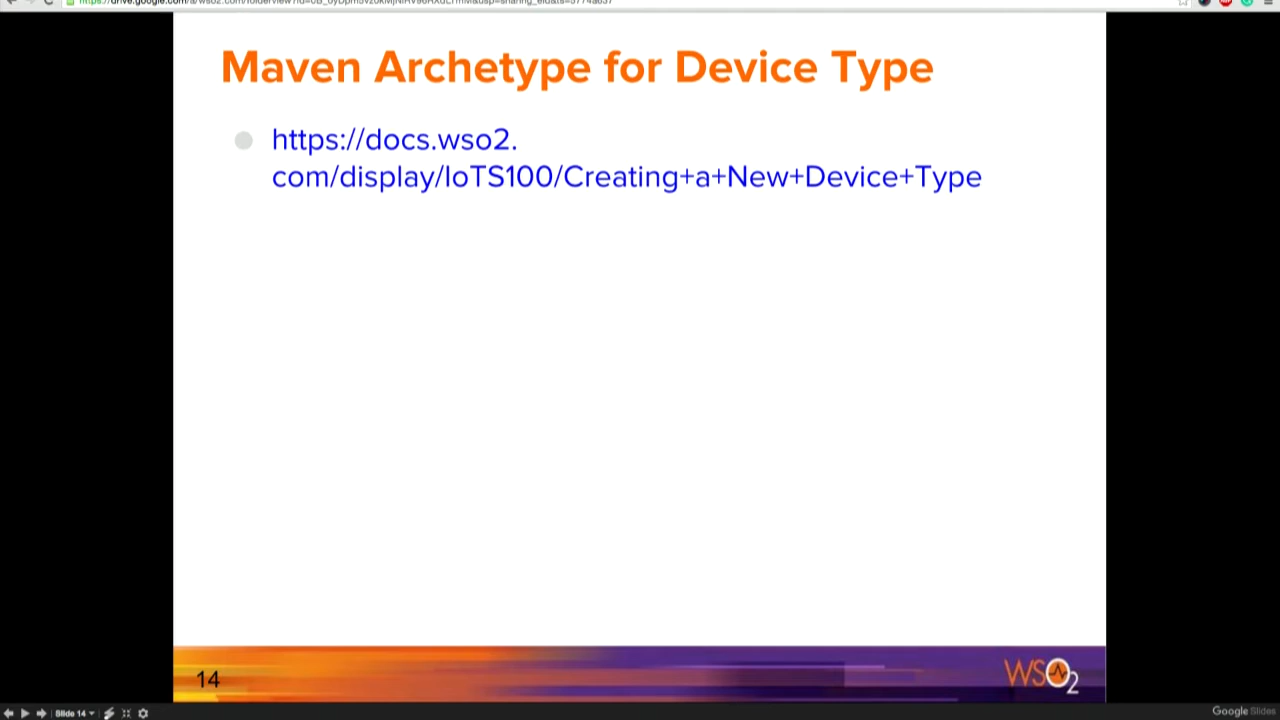 Maven Archetype for Device Type
https://docs.wso2.
com/display/IoTS100/Creating+a+New+Device+Type
14
WSO2
Slide 14
Google Slides